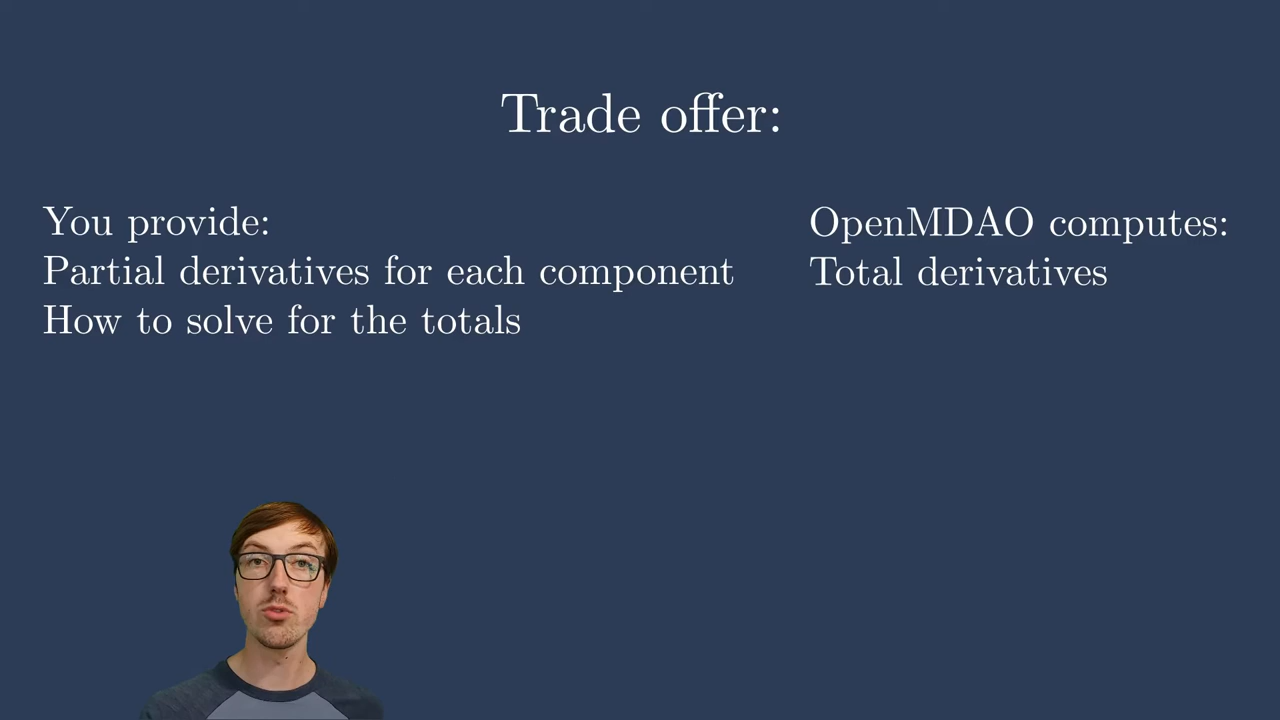 Trade offer:
You provide:
Partial derivatives for each component
How to solve for the totals
OpenMDAO computes:
Total derivatives